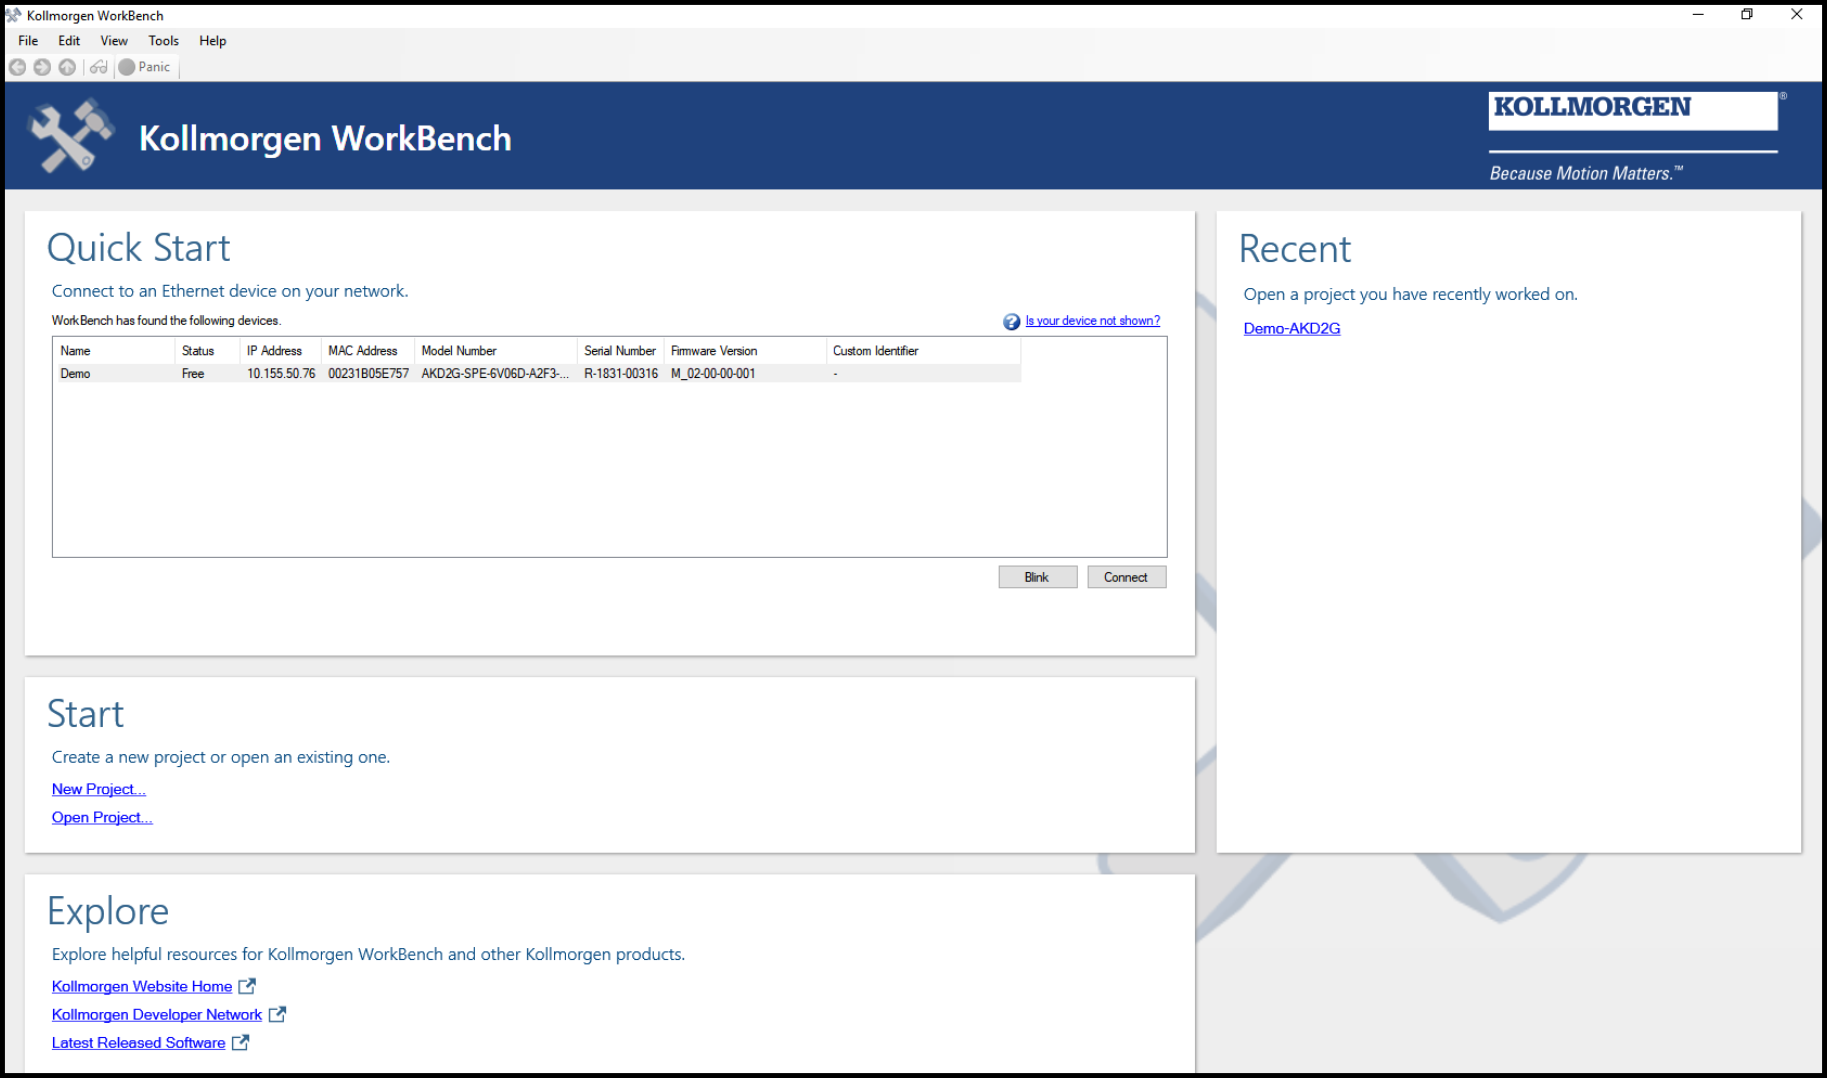 Kollmorgen WorkBench
File Edit View Tools Help
Panic
Kollmorgen WorkBench
KOLLMORGEN®
Because Motion Matters.™
Quick Start
Connect to an Ethernet device on your network.
WorkBench has found the following devices.
Is your device not shown?
Name Status IP Address MAC Address Model Number Serial Number Firmware Version Custom Identifier
Demo Free 10.155.50.76 00231B05E757 AKD2G-SPE-6V06D-A2F3-... R-1831-00316 M_02-00-00-001 -
Blink Connect
Recent
Open a project you have recently worked on.
Demo-AKD2G
Start
Create a new project or open an existing one.
New Project...
Open Project...
Explore
Explore helpful resources for Kollmorgen WorkBench and other Kollmorgen products.
Kollmorgen Website Home
Kollmorgen Developer Network
Latest Released Software